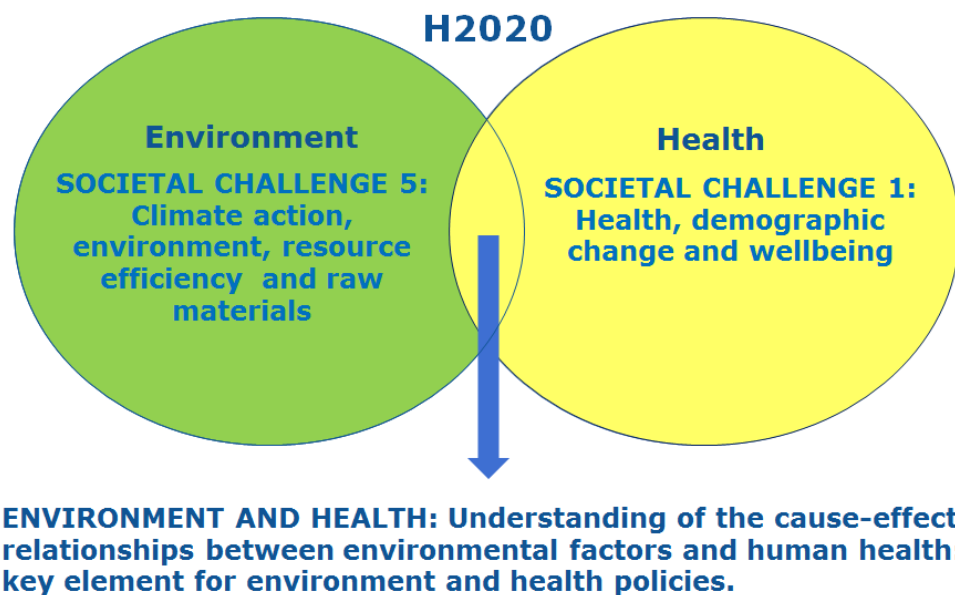 H2020
Environment
SOCIETAL CHALLENGE 5:
Climate action,
environment, resource
efficiency and raw
materials
Health
SOCIETAL CHALLENGE 1:
Health, demographic
change and wellbeing
ENVIRONMENT AND HEALTH: Understanding of the cause-effect
relationships between environmental factors and human health:
key element for environment and health policies.